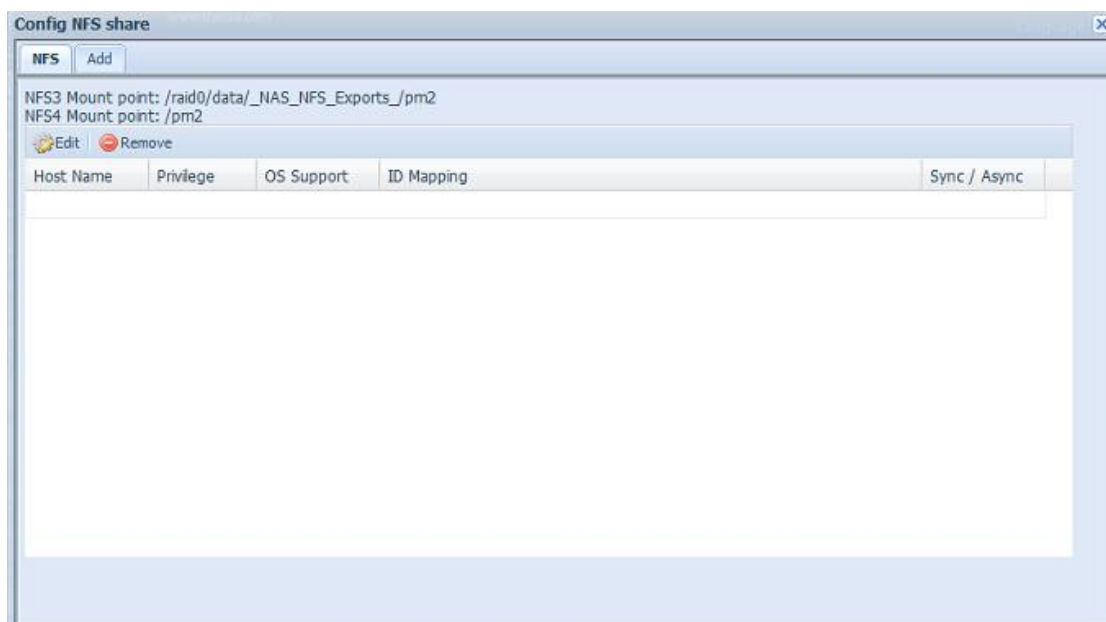 Config NFS share
NFS Add
NFS3 Mount point: /raid0/data/_NAS_NFS_Exports_/pm2
NFS4 Mount point: /pm2
Edit Remove
Host Name Privilege OS Support ID Mapping Sync / Async